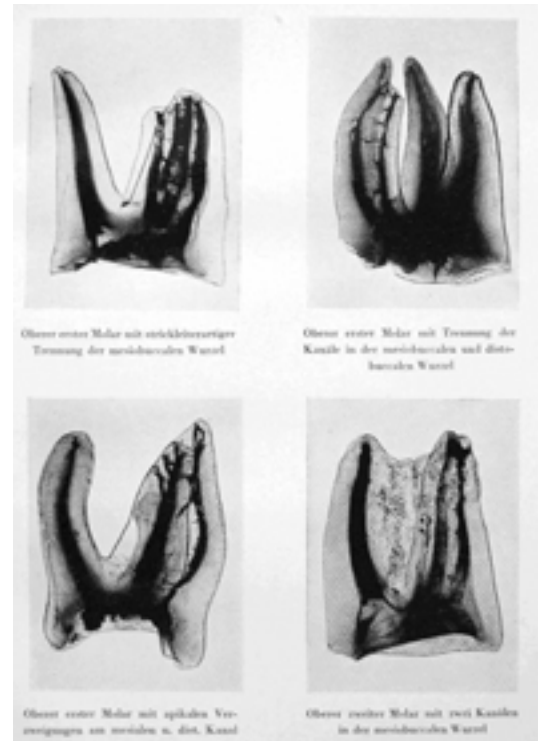 Oberer erster Molar mit strickleiterartiger
Trennung der mesiobuccalen Wurzel
Oberer erster Molar mit Trennung der
Kanäle in der mesiobuccalen und disto-
buccalen Wurzel
Oberer erster Molar mit apikalen Ver-
zweigungen am mesialen u. dist. Kanal
Oberer zweiter Molar mit zwei Kanälen
in der mesiobuccalen Wurzel